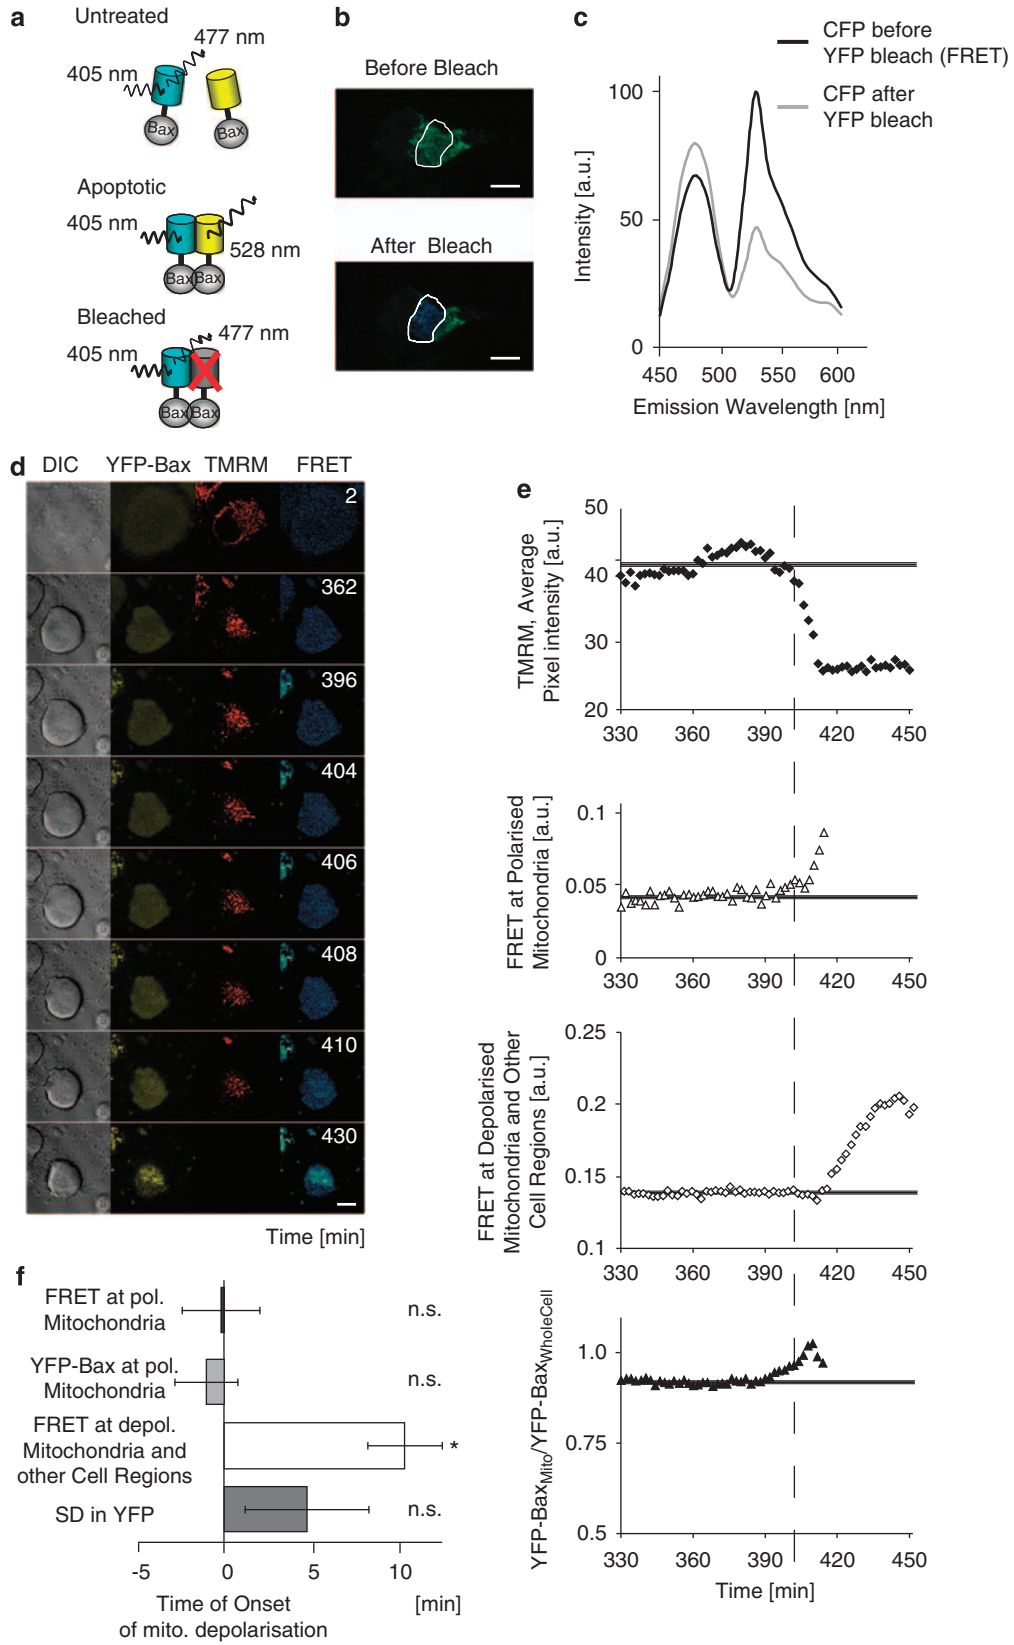 a
Untreated
477 nm
405 nm
Bax
Bax
Apoptotic
405 nm
528 nm
Bax
Bax
Bleached
477 nm
405 nm
Bax
Bax
b
Before Bleach
After Bleach
c
CFP before
YFP bleach (FRET)
CFP after
YFP bleach
Intensity [a.u.]
100
50
0
450
500
550
600
Emission Wavelength [nm]
d
DIC
YFP-Bax
TMRM
FRET
2
362
396
404
406
408
410
430
Time [min]
e
TMRM, Average
Pixel intensity [a.u.]
50
40
30
20
330
360
390
420
450
FRET at Polarised
Mitochondria [a.u.]
0.1
0.05
0
330
360
390
420
450
FRET at Depolarised
Mitochondria and Other
Cell Regions [a.u.]
0.25
0.2
0.15
0.1
330
360
390
420
450
YFP-BaxMito/YFP-BaxWholeCell
1.0
0.75
0.5
330
360
390
420
450
Time [min]
f
FRET at pol.
Mitochondria
n.s.
YFP-Bax at pol.
Mitochondria
n.s.
FRET at depol.
Mitochondria and
other Cell Regions
*
SD in YFP
n.s.
-5
0
5
10
Time of Onset
of mito. depolarisation
[min]